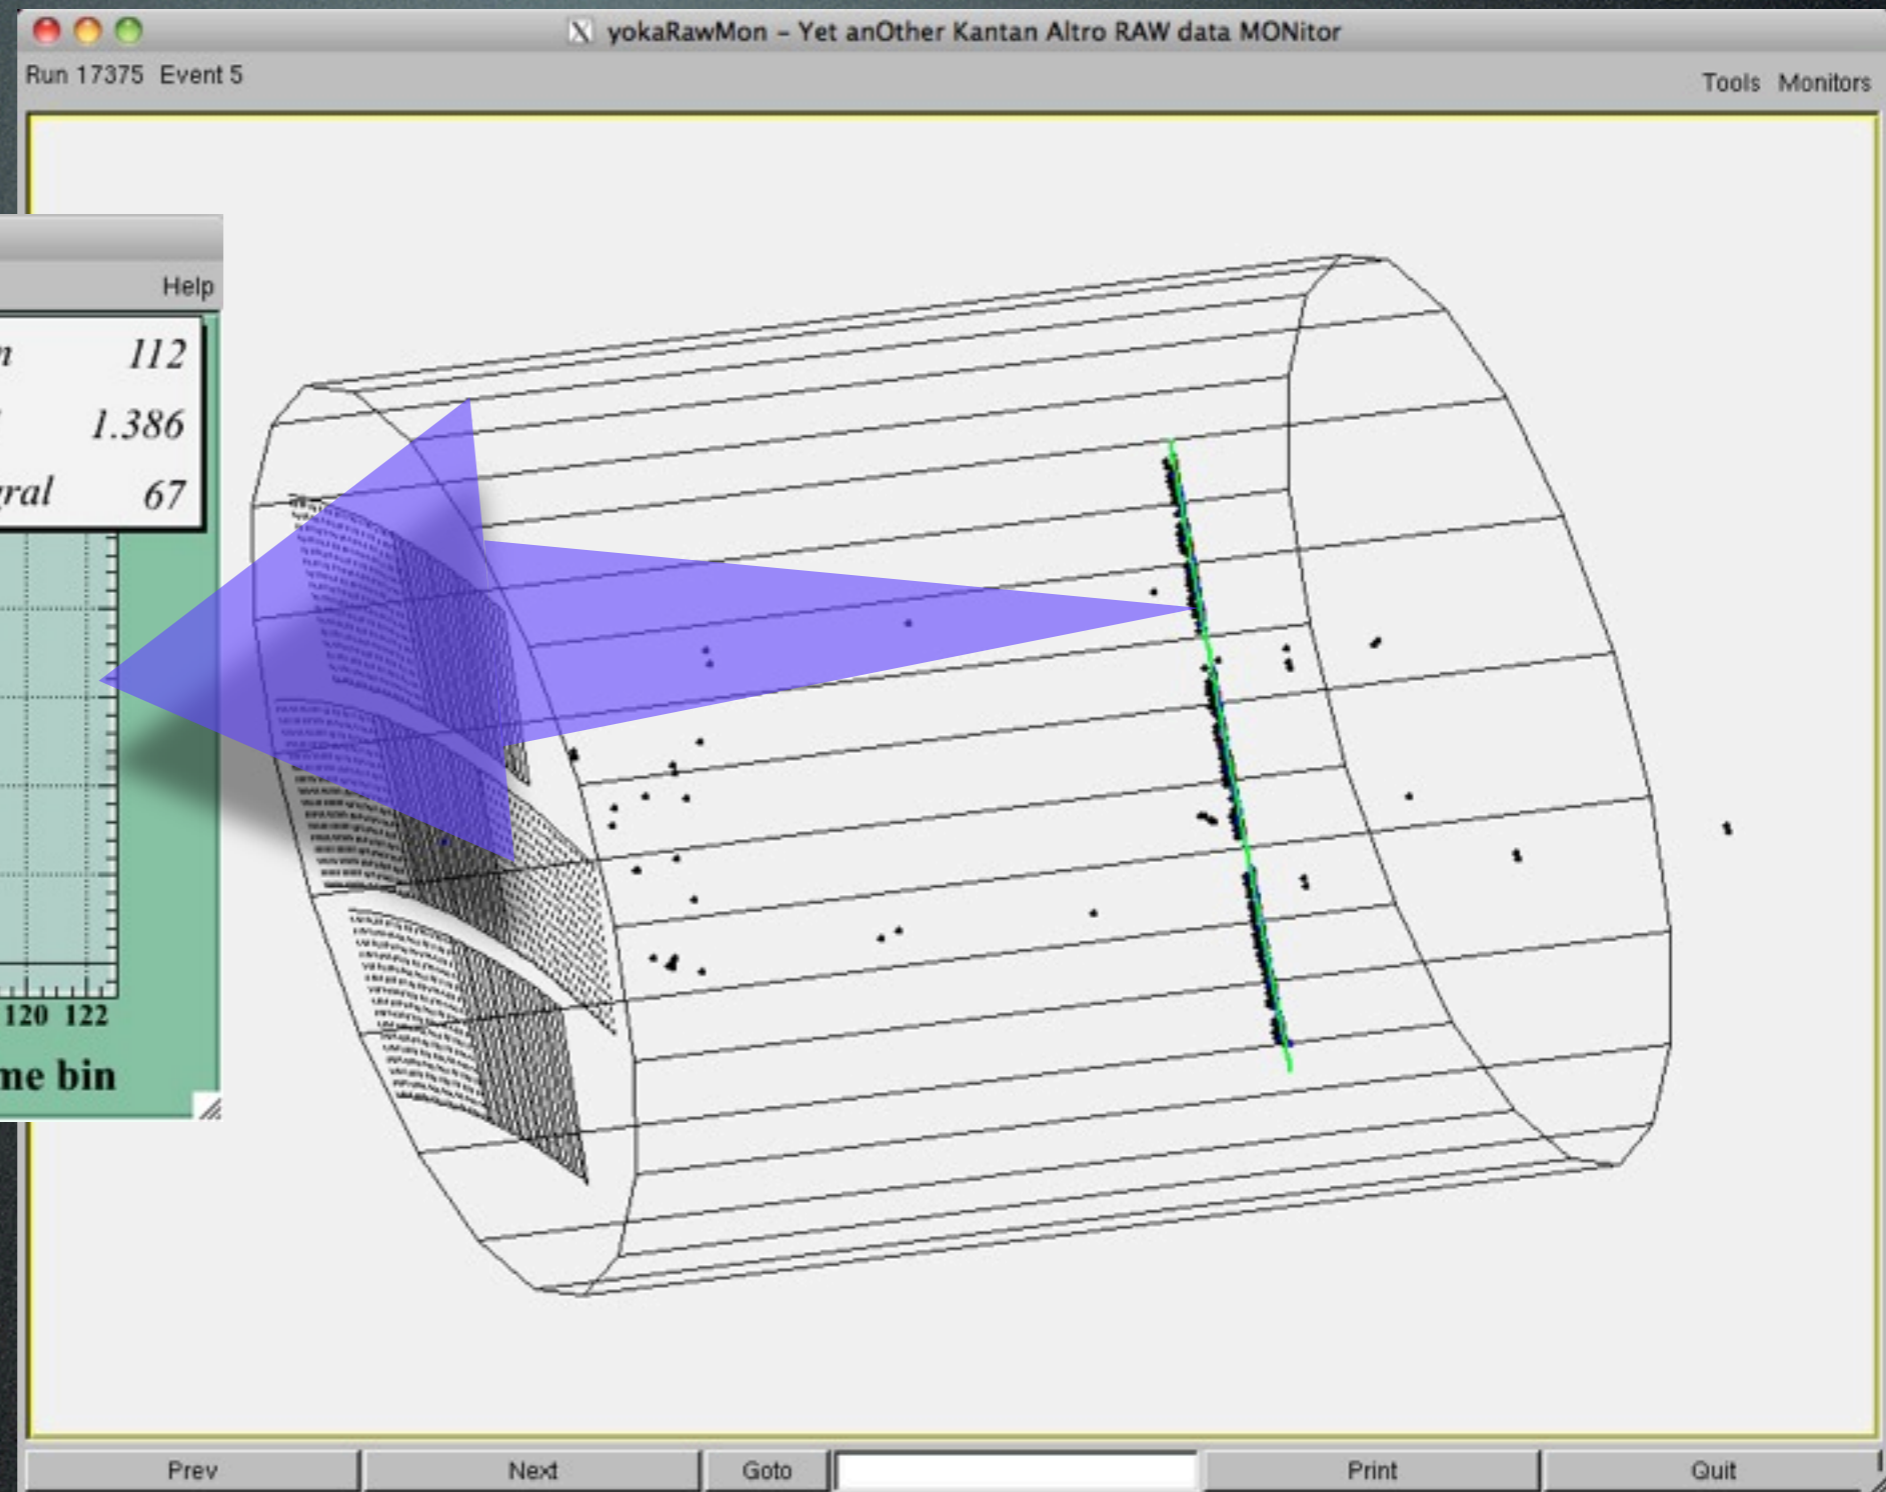 yokaRawMon – Yet anOther Kantan Altro RAW data MONitor
Run 17375 Event 5
Tools Monitors
Help
112
1.386
67
120 122
bin
Prev Next Goto Print Quit